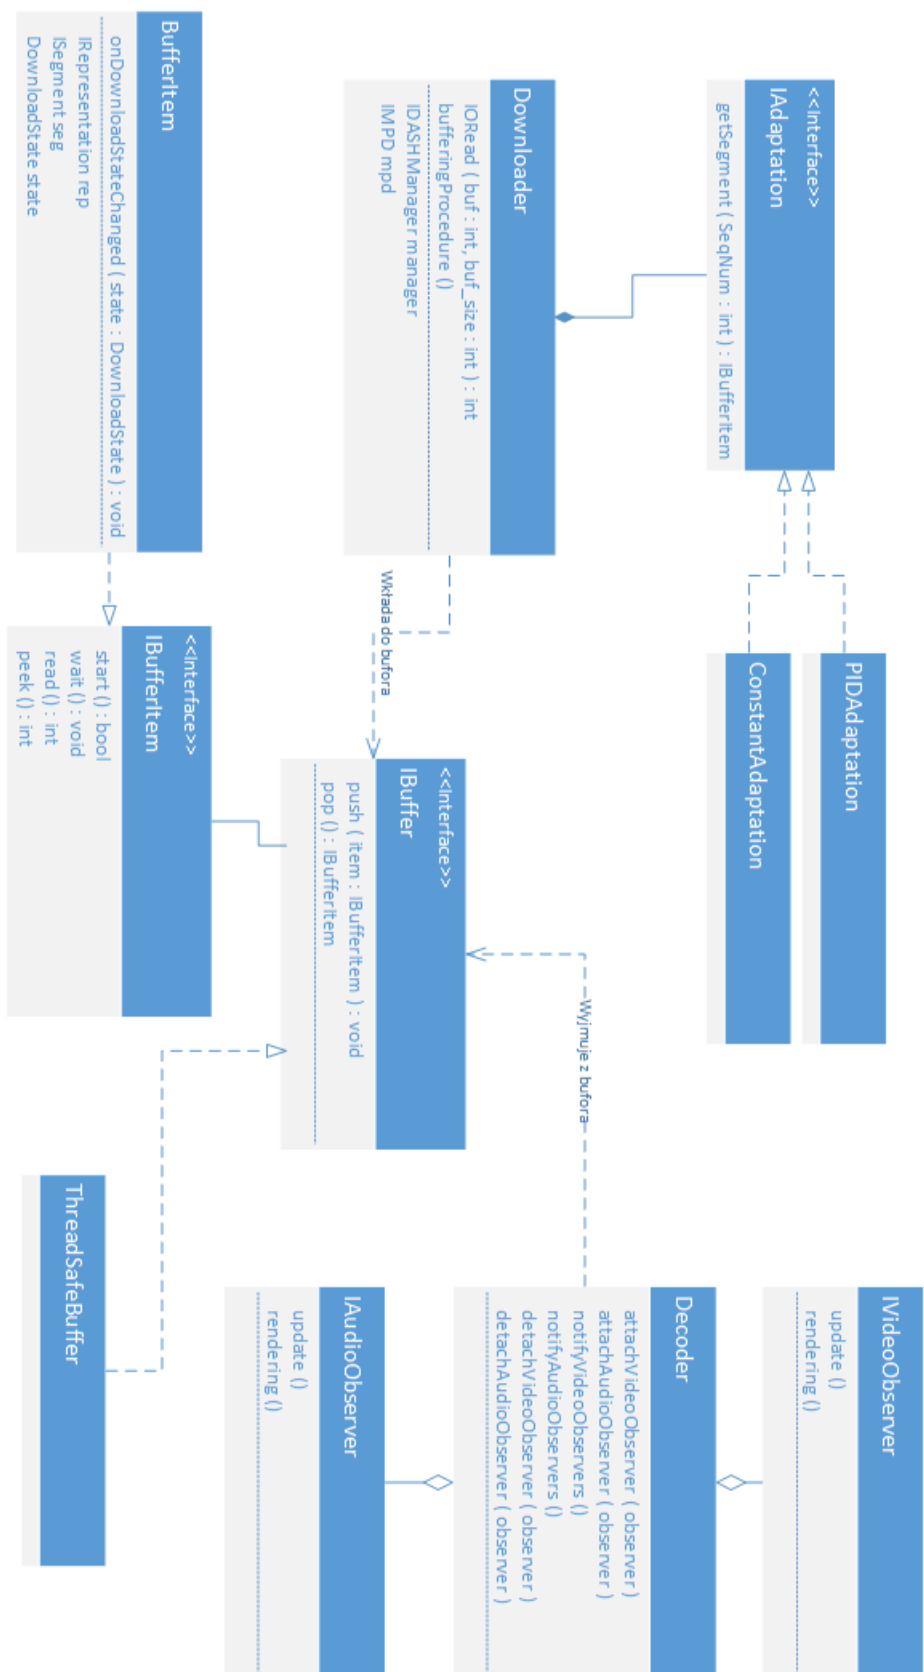 <<Interface>>
IAdaptation
getSegment ( SeqNum : int ) : IBufferItem
PIDAdaptation
ConstantAdaptation
IVideoObserver
update ()
rendering ()
Downloader
IORead ( buf : int, buf_size : int ) : int
bufferingProcedure ()
IDASHManager manager
IMPD mpd
Wkłada do bufora
<<Interface>>
IBuffer
push ( item : IBufferItem ) : void
pop () : IBufferItem
Wyjmuje z bufora
Decoder
attachVideoObserver ( observer )
attachAudioObserver ( observer )
notifyVideoObservers ()
notifyAudioObservers ()
detachVideoObserver ( observer )
detachAudioObserver ( observer )
IAudioObserver
update ()
rendering ()
BufferItem
onDownloadStateChanged ( state : DownloadState ) : void
IRepresentation rep
ISegment seg
DownloadState state
<<Interface>>
IBufferItem
start () : bool
wait () : void
read () : int
peek () : int
ThreadSafeBuffer